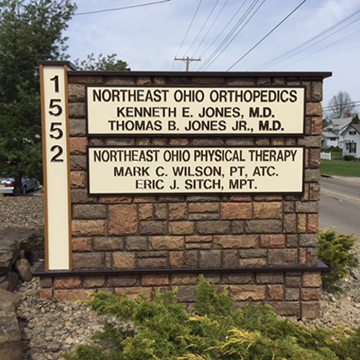 1552
NORTHEAST OHIO ORTHOPEDICS
KENNETH E. JONES, M.D.
THOMAS B. JONES JR., M.D.
NORTHEAST OHIO PHYSICAL THERAPY
MARK C. WILSON, PT, ATC.
ERIC J. SITCH, MPT.